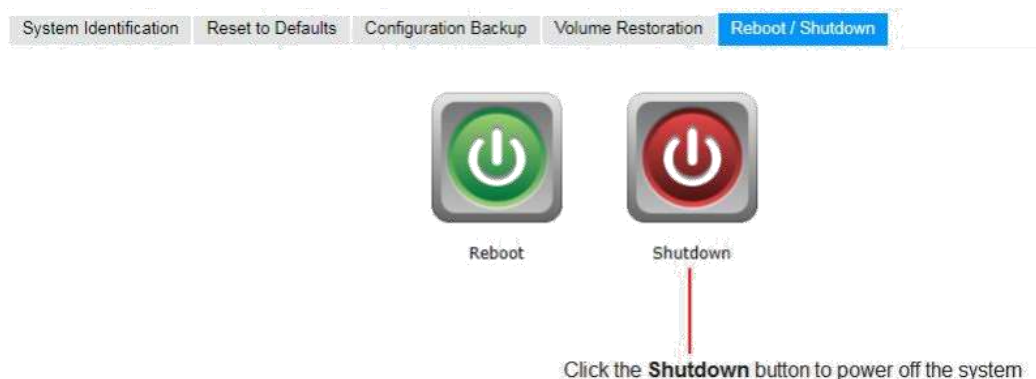 System Identification Reset to Defaults Configuration Backup Volume Restoration Reboot / Shutdown
Reboot Shutdown
Click the Shutdown button to power off the system